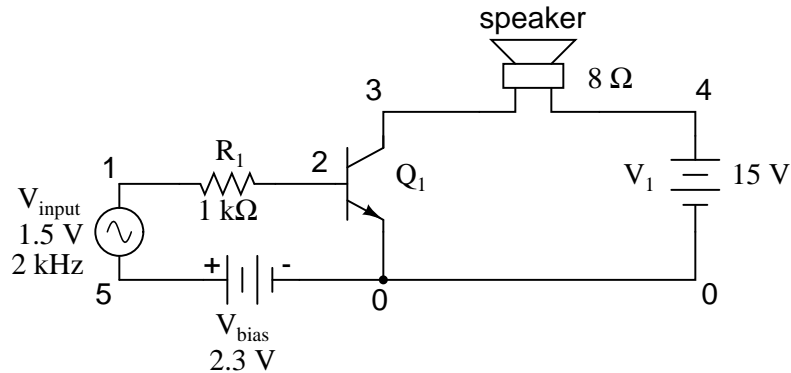 speaker
8 Ω
3
4
R1
1
2
Q1
V1
15 V
Vinput
1.5 V
2 kHz
1 kΩ
+
-
5
0
0
Vbias
2.3 V